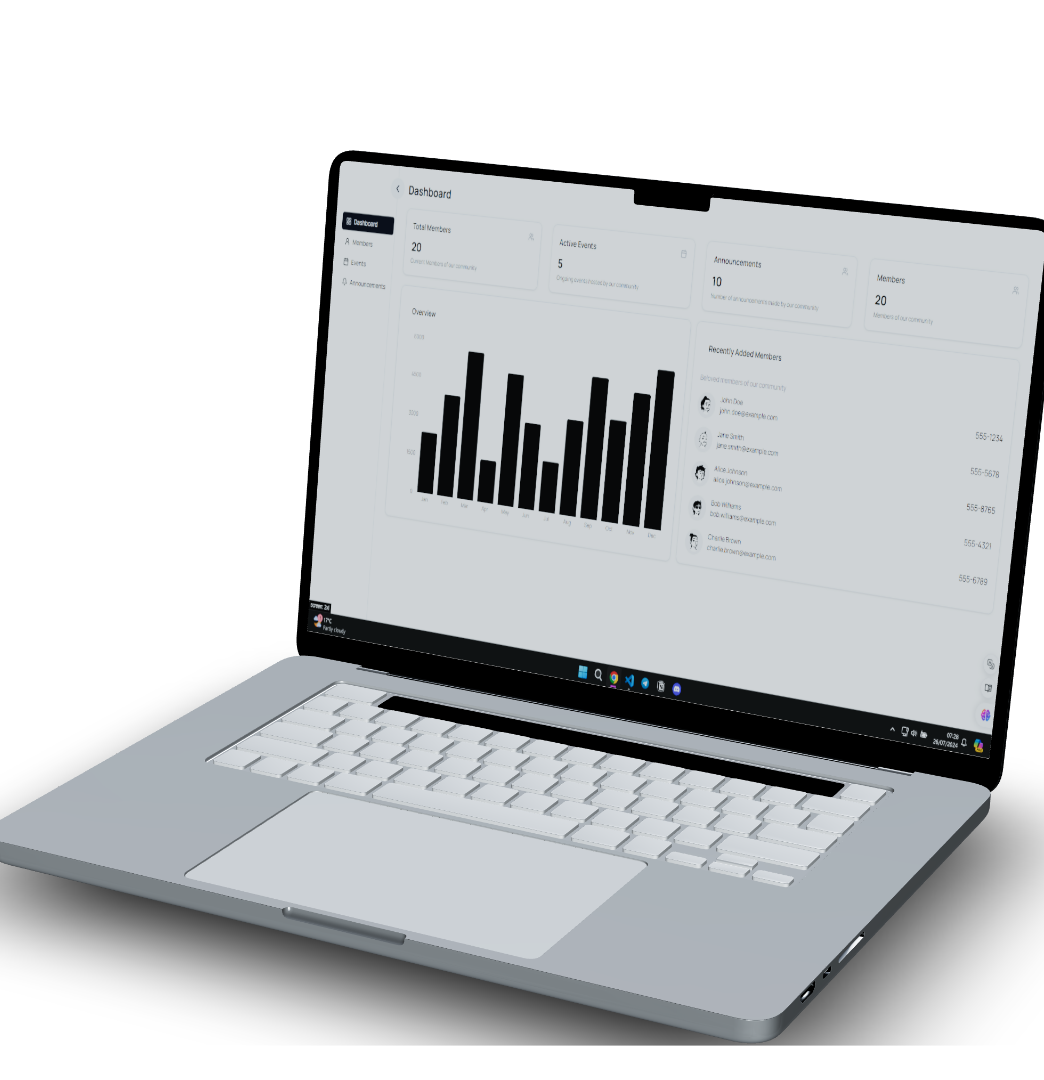 Dashboard
Dashboard
Members
Events
Announcements
Total Members
20
Current Members of our community
Active Events
5
Ongoing events hosted by our community
Announcements
10
Number of announcements made by our community
Members
20
Members of our community
Overview
Jan
Mar
Apr
May
Jun
Jul
Aug
Sep
Oct
Nov
Dec
Recently Added Members
members of our community
John Doe
john.doe@example.com
555-1234
Jane Smith
jane.smith@example.com
555-5678
Alice Johnson
alice.johnson@example.com
555-8765
Bob Williams
bob.williams@example.com
555-4321
Charlie Brown
charlie.brown@example.com
555-6789
17°C
Partly cloudy
07:28
26/07/2024